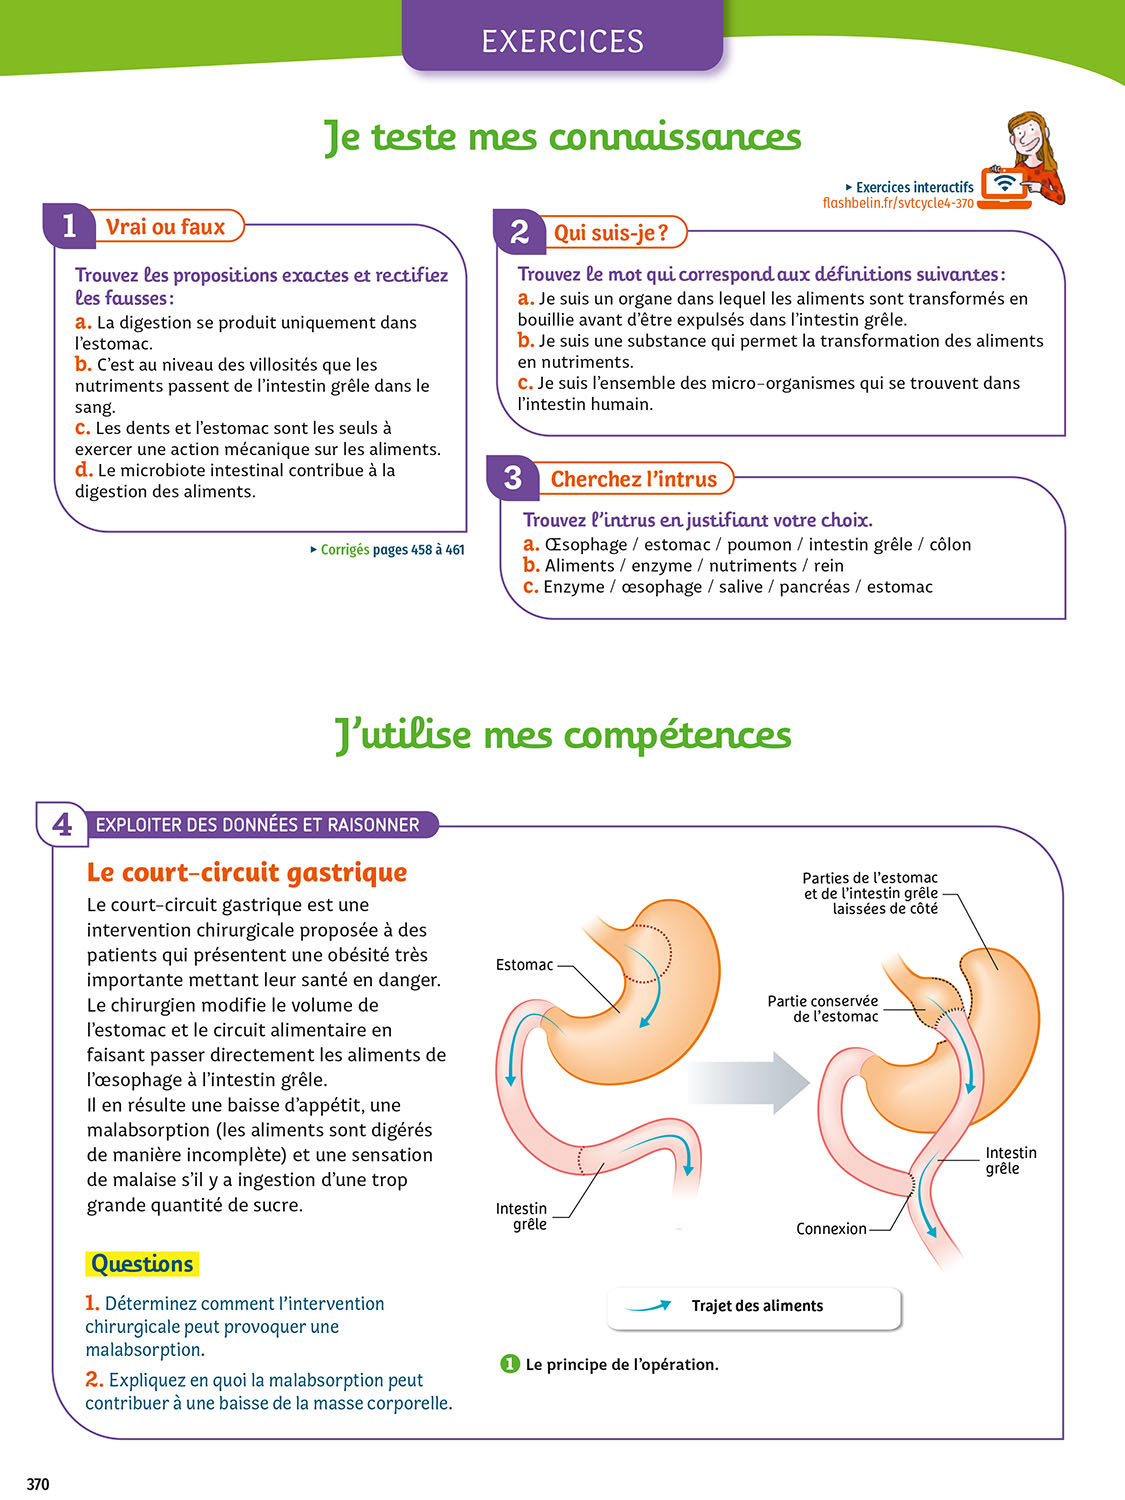 EXERCICES
Je teste mes connaissances
▸ Exercices interactifs
flashbelin.fr/svtcycle4-370
1 Vrai ou faux
Trouvez les propositions exactes et rectifiez
les fausses :
a. La digestion se produit uniquement dans
l'estomac.
b. C'est au niveau des villosités que les
nutriments passent de l'intestin grêle dans le
sang.
c. Les dents et l'estomac sont les seuls à
exercer une action mécanique sur les aliments.
d. Le microbiote intestinal contribue à la
digestion des aliments.
▸ Corrigés pages 458 à 461
2 Qui suis-je ?
Trouvez le mot qui correspond aux définitions suivantes :
a. Je suis un organe dans lequel les aliments sont transformés en
bouillie avant d'être expulsés dans l'intestin grêle.
b. Je suis une substance qui permet la transformation des aliments
en nutriments.
c. Je suis l'ensemble des micro-organismes qui se trouvent dans
l'intestin humain.
3 Cherchez l'intrus
Trouvez l'intrus en justifiant votre choix.
a. Œsophage / estomac / poumon / intestin grêle / côlon
b. Aliments / enzyme / nutriments / rein
c. Enzyme / œsophage / salive / pancréas / estomac
J'utilise mes compétences
4 EXPLOITER DES DONNÉES ET RAISONNER
Le court-circuit gastrique
Le court-circuit gastrique est une
intervention chirurgicale proposée à des
patients qui présentent une obésité très
importante mettant leur santé en danger.
Le chirurgien modifie le volume de
l'estomac et le circuit alimentaire en
faisant passer directement les aliments de
l'œsophage à l'intestin grêle.
Il en résulte une baisse d'appétit, une
malabsorption (les aliments sont digérés
de manière incomplète) et une sensation
de malaise s'il y a ingestion d'une trop
grande quantité de sucre.
Questions
1. Déterminez comment l'intervention
chirurgicale peut provoquer une
malabsorption.
2. Expliquez en quoi la malabsorption peut
contribuer à une baisse de la masse corporelle.
Estomac
Intestin
grêle
Parties de l'estomac
et de l'intestin grêle
laissées de côté
Partie conservée
de l'estomac
Intestin
grêle
Connexion
Trajet des aliments
1 Le principe de l'opération.
370